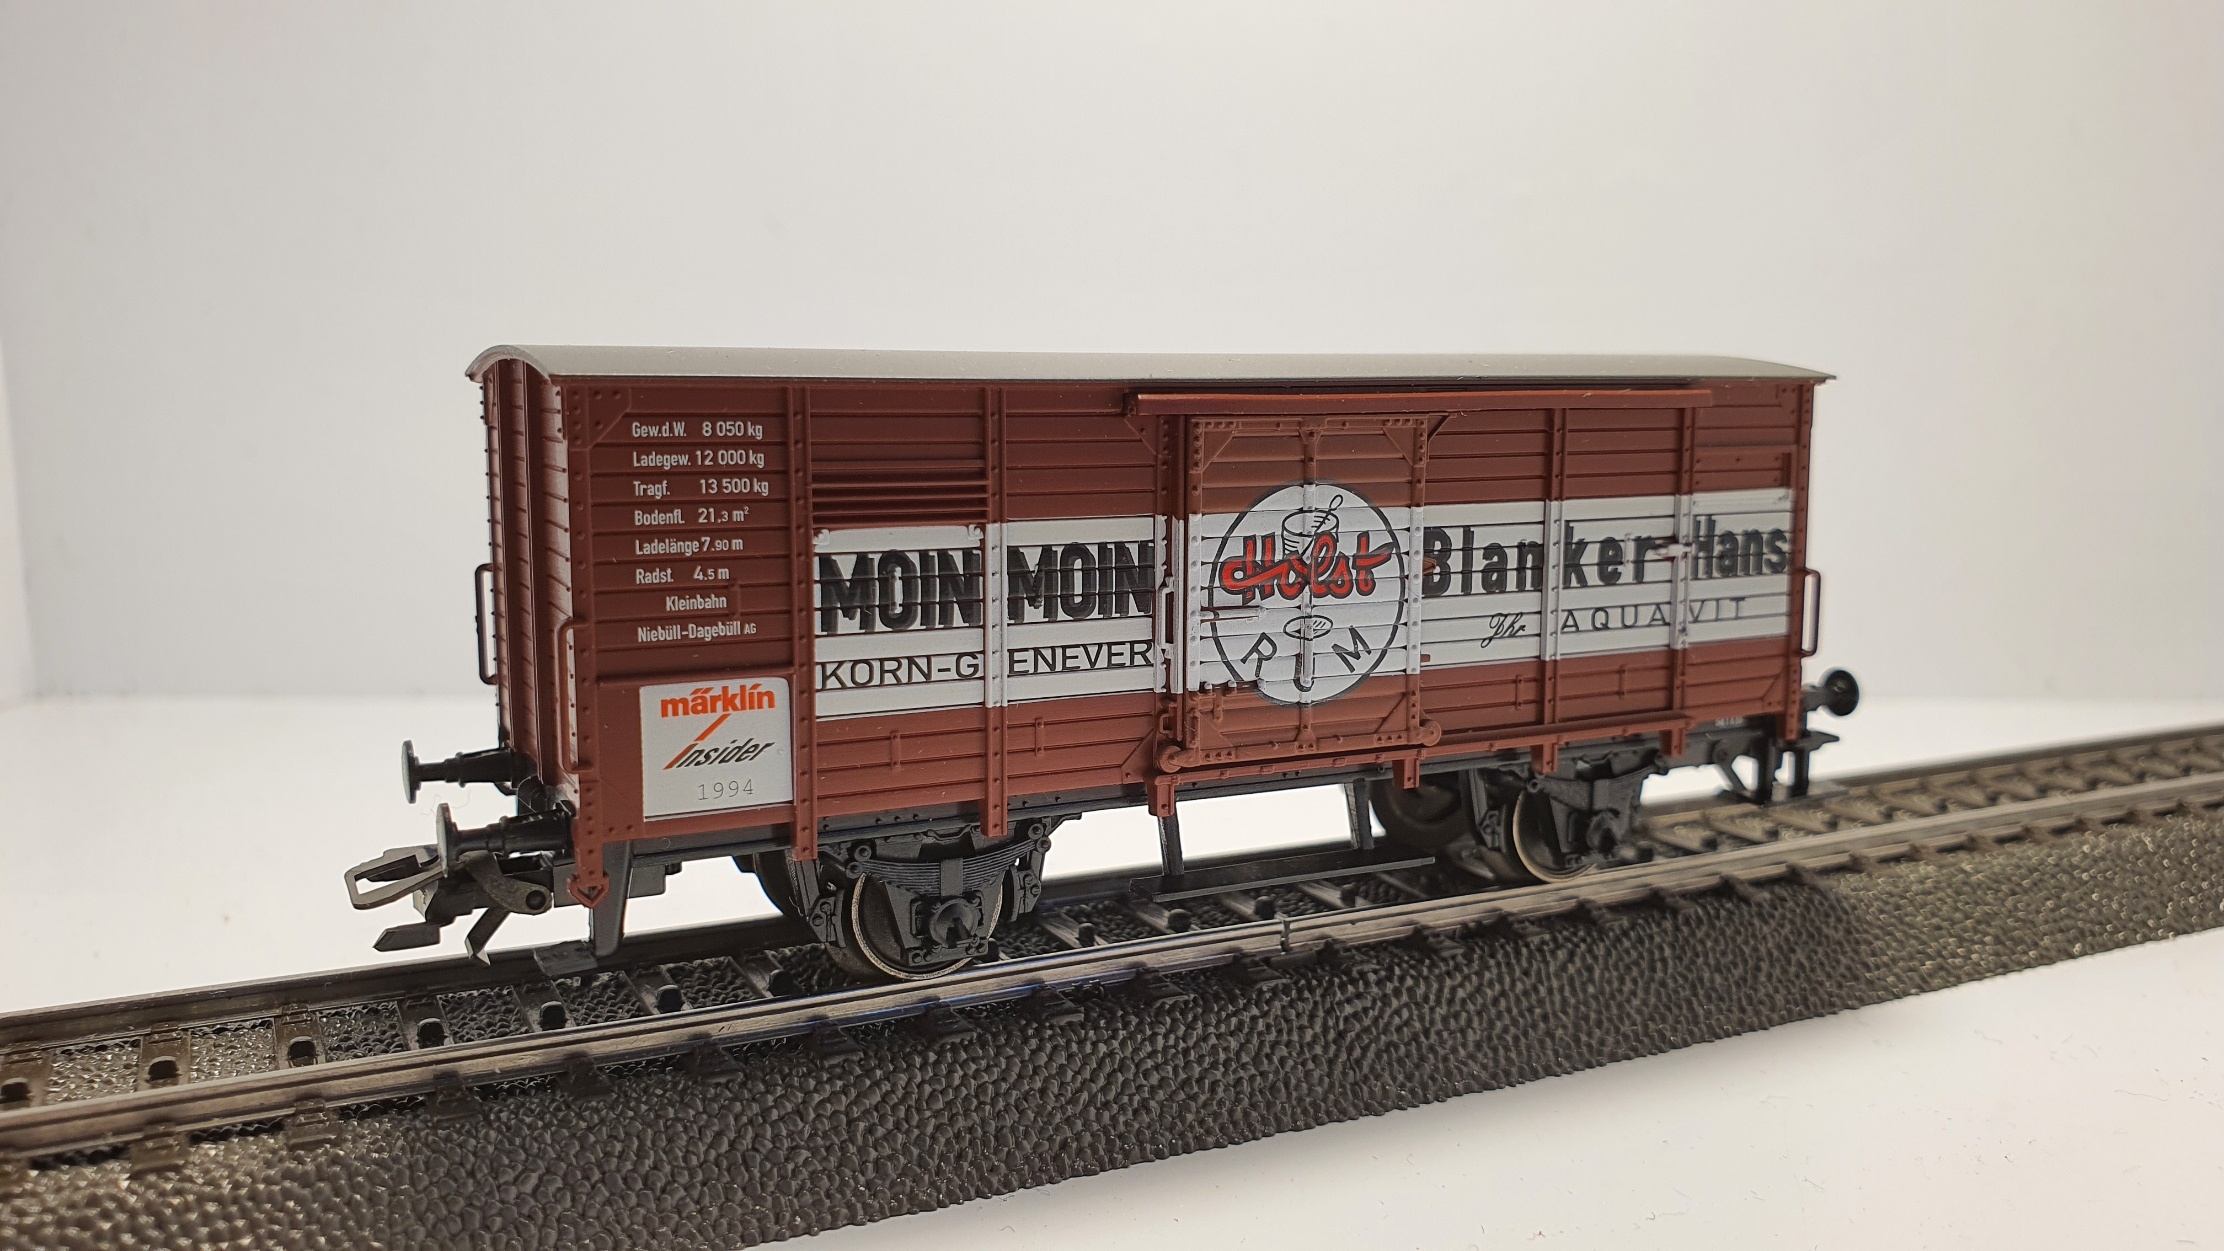 Gew.d.W. 8 050 kg
Ladegew. 12 000 kg
Tragf. 13 500 kg
Bodenfl. 21,3 m²
Ladelänge 7.90 m
Radst. 4.5 m
Kleinbahn
Niebüll-Dagebüll AG
märklin
insider
1994
MOIN MOIN
KORN-GENEVER
Holst
RUM
Blanker Hans
Ihr AQUAVIT